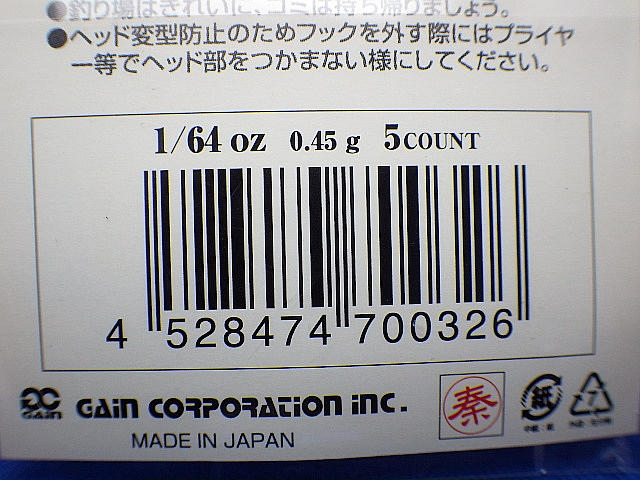 ●釣り場はきれいに、ゴミは持ち帰りましょう。
●ヘッド変型防止のためフックを外す際にはプライヤ
ー等でヘッド部をつかまない様にしてください。
1/64 oz 0.45 g 5COUNT
4 528474 700326
GAIN GAIN CORPORATION INC. 秦 紙 7
MADE IN JAPAN